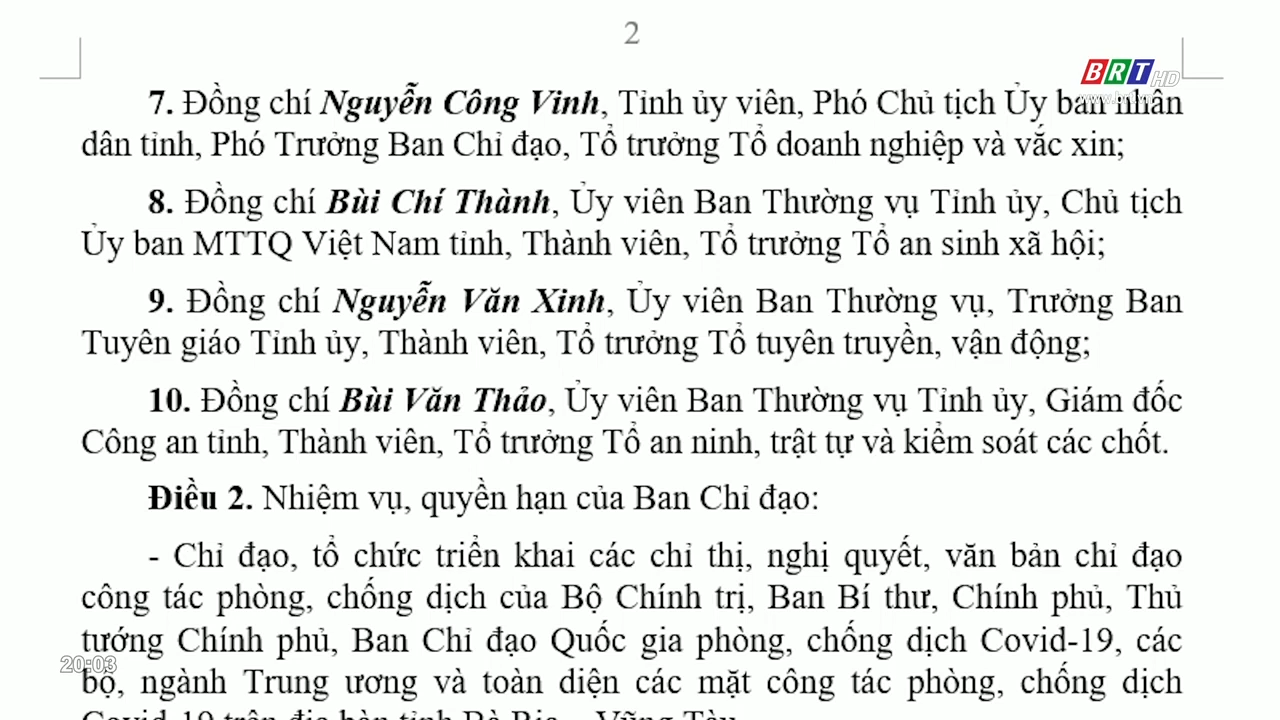 2
BRT HD
7. Đồng chí Nguyễn Công Vinh, Tỉnh ủy viên, Phó Chủ tịch Ủy ban nhân
dân tỉnh, Phó Trưởng Ban Chỉ đạo, Tổ trưởng Tổ doanh nghiệp và vắc xin;
8. Đồng chí Bùi Chí Thành, Ủy viên Ban Thường vụ Tỉnh ủy, Chủ tịch
Ủy ban MTTQ Việt Nam tỉnh, Thành viên, Tổ trưởng Tổ an sinh xã hội;
9. Đồng chí Nguyễn Văn Xinh, Ủy viên Ban Thường vụ, Trưởng Ban
Tuyên giáo Tỉnh ủy, Thành viên, Tổ trưởng Tổ tuyên truyền, vận động;
10. Đồng chí Bùi Văn Thảo, Ủy viên Ban Thường vụ Tỉnh ủy, Giám đốc
Công an tỉnh, Thành viên, Tổ trưởng Tổ an ninh, trật tự và kiểm soát các chốt.
Điều 2. Nhiệm vụ, quyền hạn của Ban Chỉ đạo:
- Chỉ đạo, tổ chức triển khai các chỉ thị, nghị quyết, văn bản chỉ đạo
công tác phòng, chống dịch của Bộ Chính trị, Ban Bí thư, Chính phủ, Thủ
tướng Chính phủ, Ban Chỉ đạo Quốc gia phòng, chống dịch Covid-19, các
20:03
bộ, ngành Trung ương và toàn diện các mặt công tác phòng, chống dịch
Covid-19 trên địa bàn tỉnh Bà Rịa – Vũng Tàu